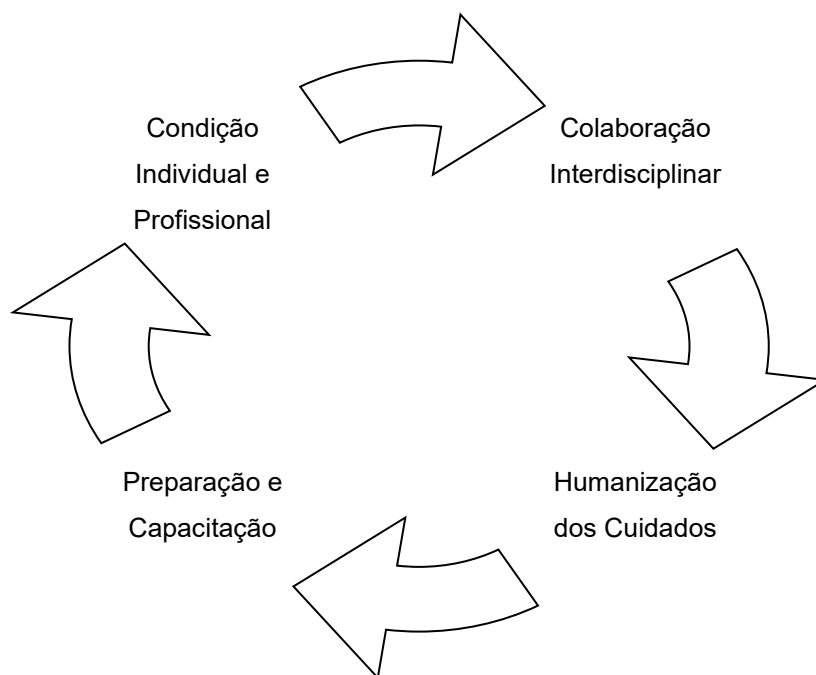 Condição
Individual e
Profissional
Colaboração
Interdisciplinar
Humanização
dos Cuidados
Preparação e
Capacitação